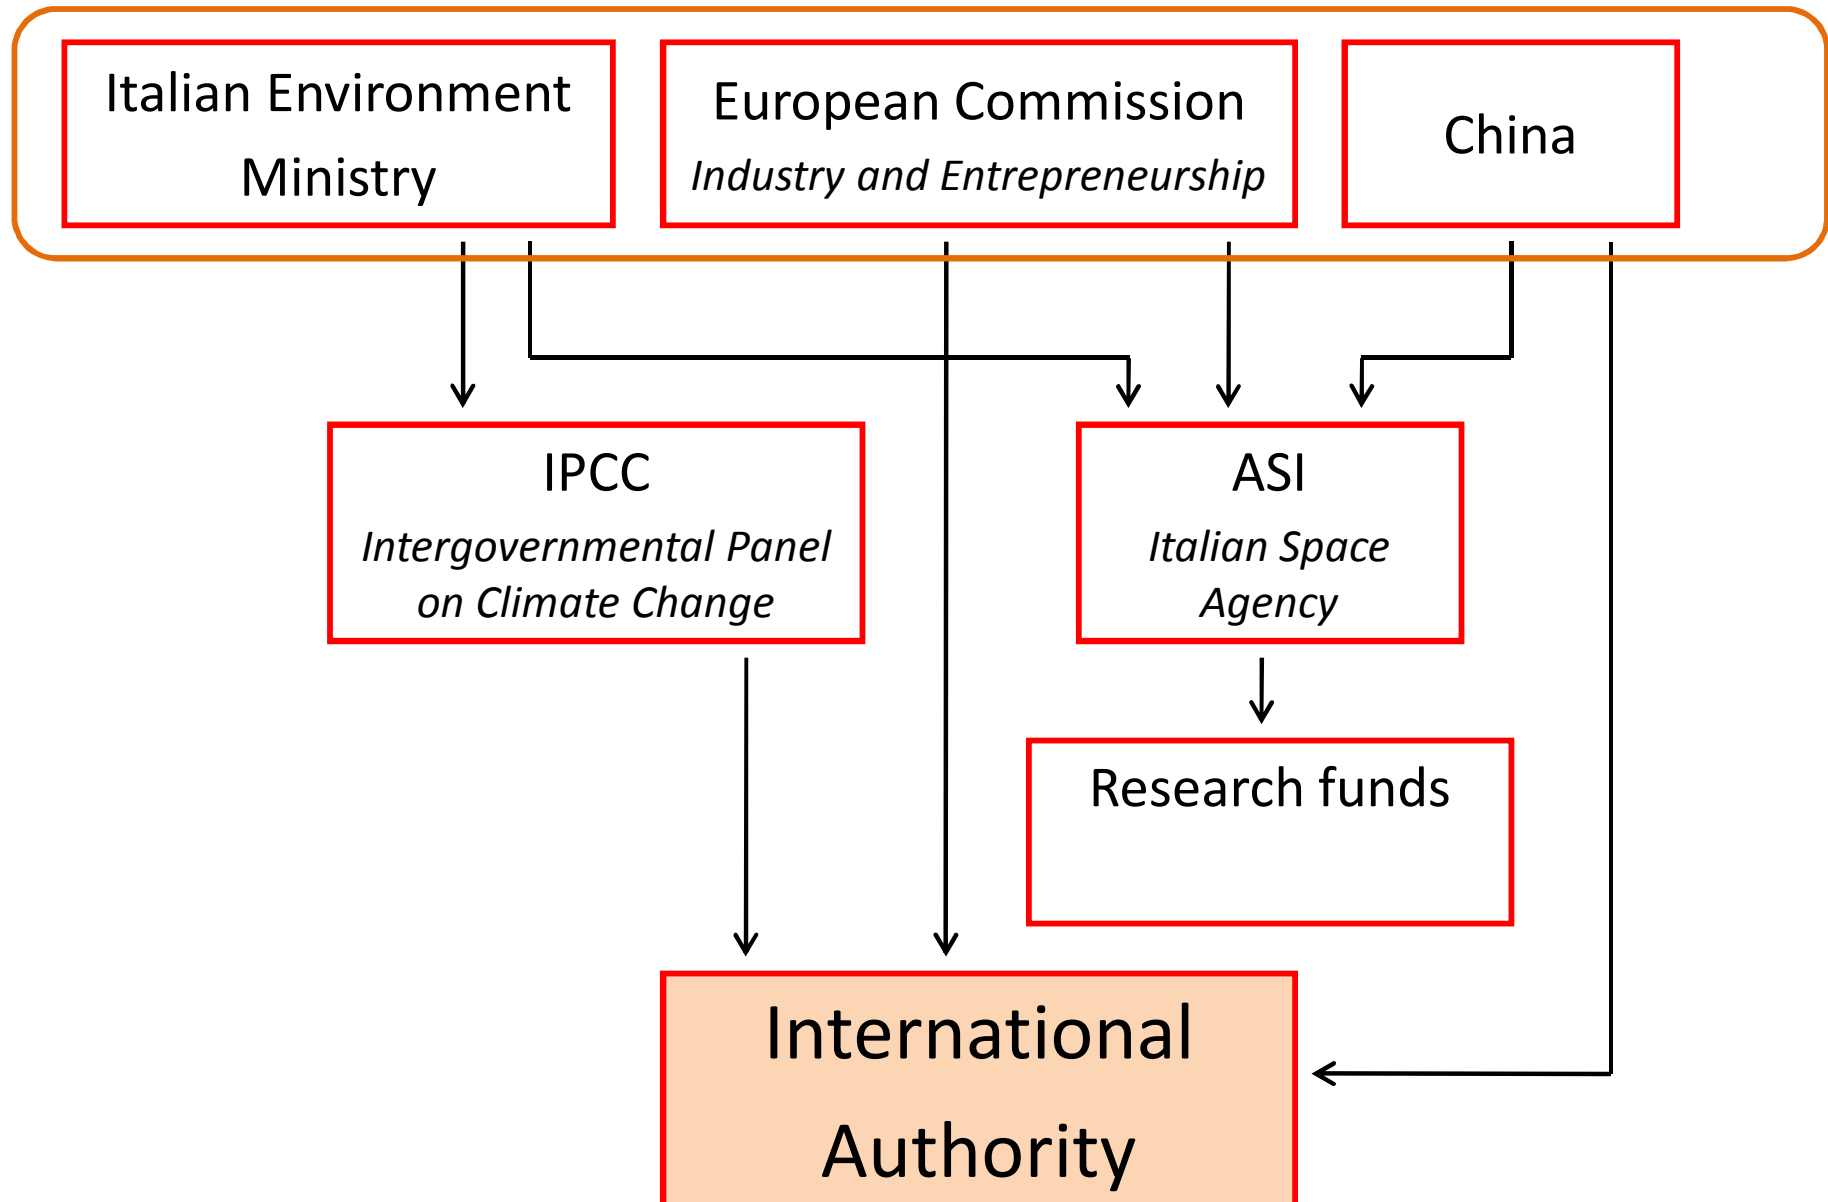 Italian Environment
Ministry
European Commission
Industry and Entrepreneurship
China
IPCC
Intergovernmental Panel
on Climate Change
ASI
Italian Space
Agency
Research funds
International
Authority